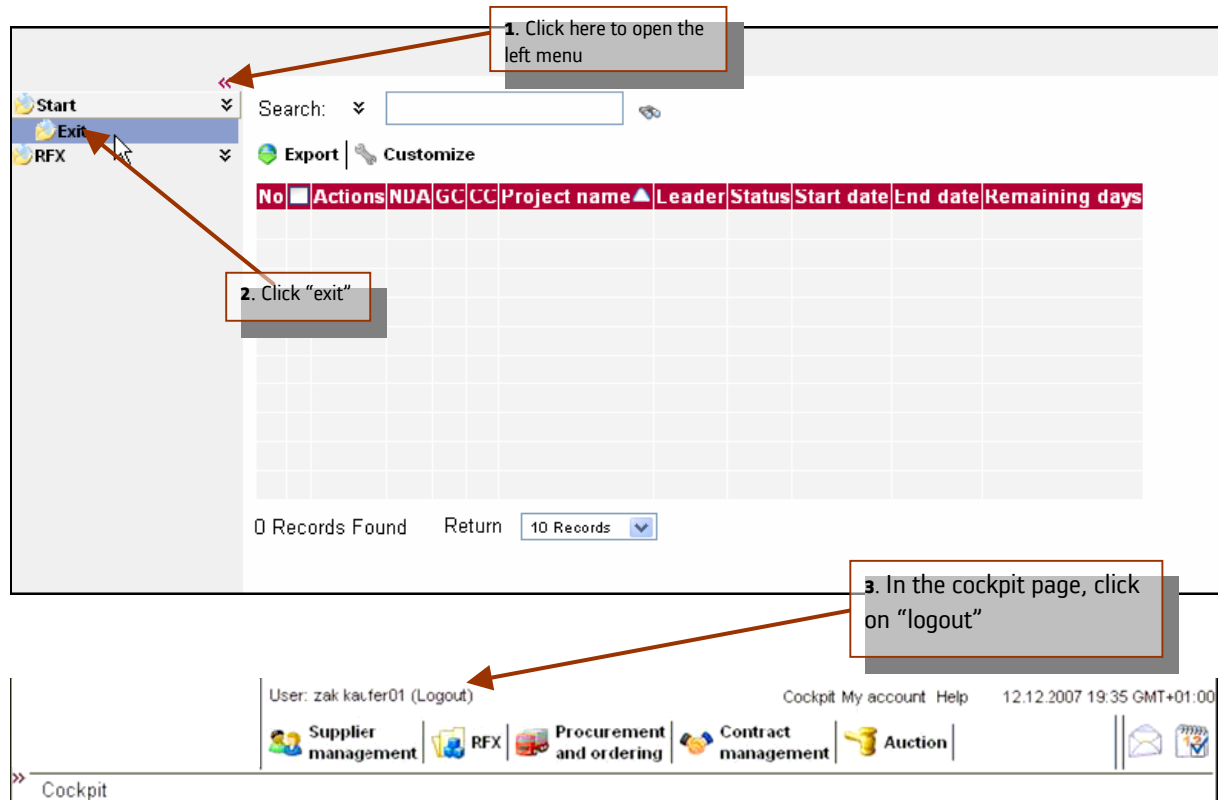 1. Click here to open the
left menu
«
Start
Exit
RFX
Search:
Export Customize
No Actions NDA GC CC Project name Leader Status Start date End date Remaining days
2. Click “exit”
0 Records Found Return 10 Records
3. In the cockpit page, click
on “logout”
User: zak kaufer01 (Logout) Cockpit My account Help 12.12.2007 19:35 GMT+01:00
Supplier
management
RFX
Procurement
and ordering
Contract
management
Auction
12
» Cockpit